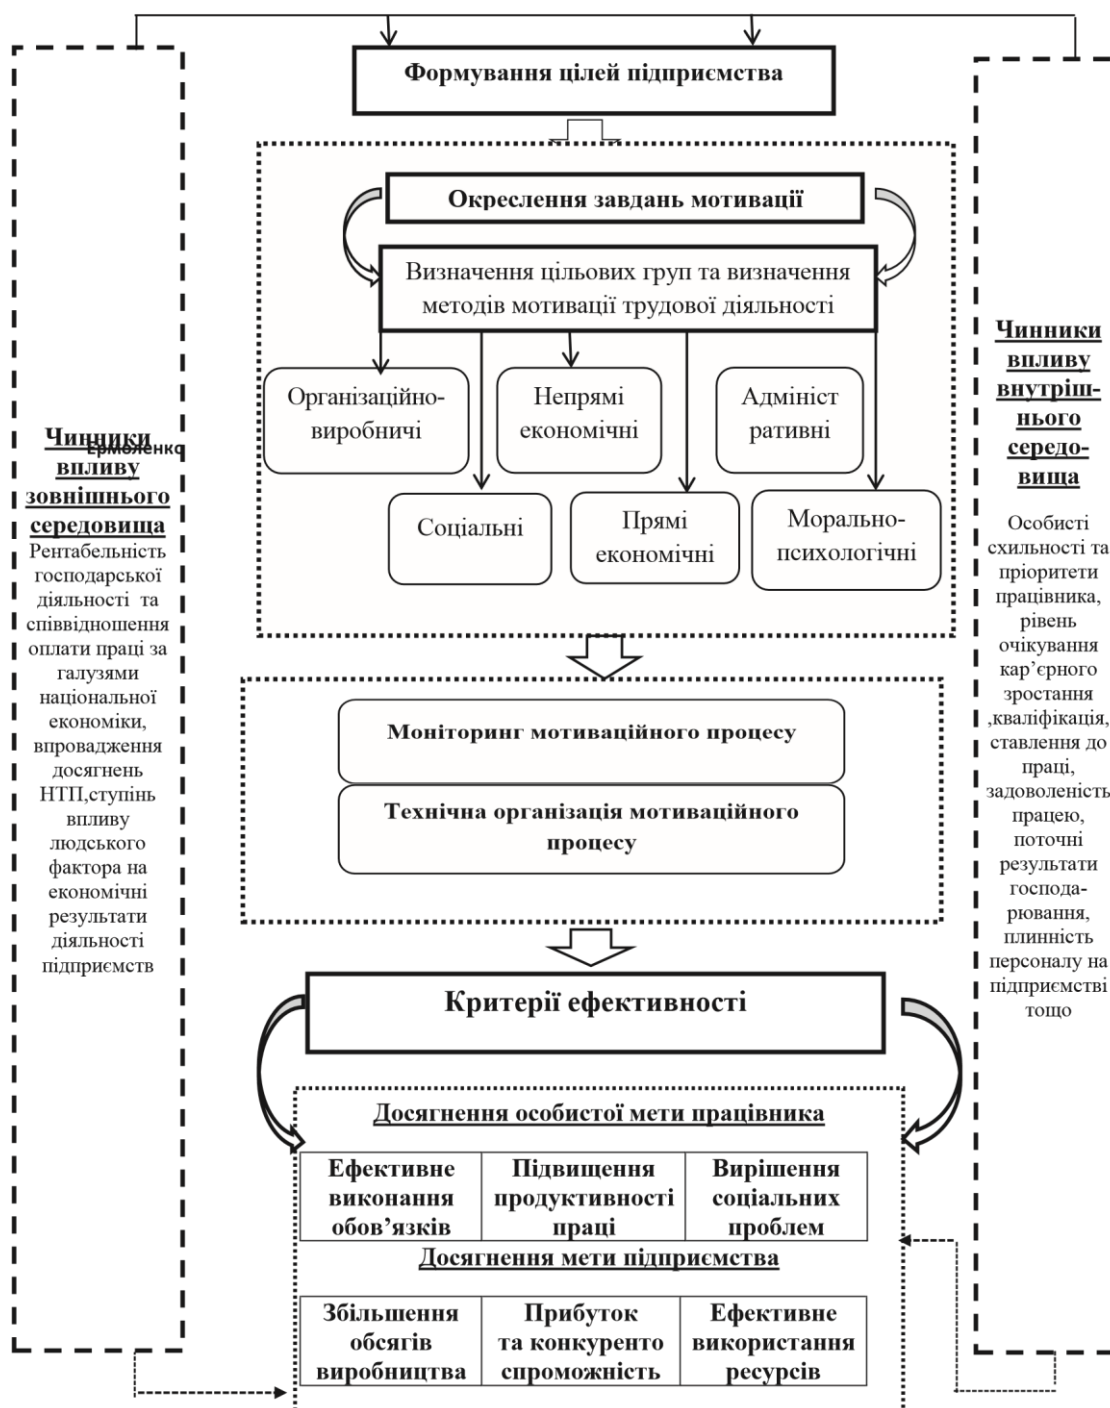 Формування цілей підприємства
Окреслення завдань мотивації
Визначення цільових груп та визначення
методів мотивації трудової діяльності
Організаційно-
виробничі
Непрямі
економічні
Адмініст
ративні
Соціальні
Прямі
економічні
Морально-
психологічні
Моніторинг мотиваційного процесу
Технічна організація мотиваційного
процесу
Критерії ефективності
Досягнення особистої мети працівника
Ефективне
виконання
обов’язків
Підвищення
продуктивності
праці
Вирішення
соціальних
проблем
Досягнення мети підприємства
Збільшення
обсягів
виробництва
Прибуток
та конкуренто
спроможність
Ефективне
використання
ресурсів
Чинники
Ермоленко
впливу
зовнішнього
середовища
Рентабельність
господарської
діяльності та
співвідношення
оплати праці за
галузями
національної
економіки,
впровадження
досягнень
НТП,ступінь
впливу
людського
фактора на
економічні
результати
діяльності
підприємств
Чинники
впливу
внутріш-
нього
середо-
вища
Особисті
схильності та
пріоритети
працівника,
рівень
очікування
кар’єрного
зростання
,кваліфікація,
ставлення до
праці,
задоволеність
працею,
поточні
результати
господа-
рювання,
плинність
персоналу на
підприємстві
тощо